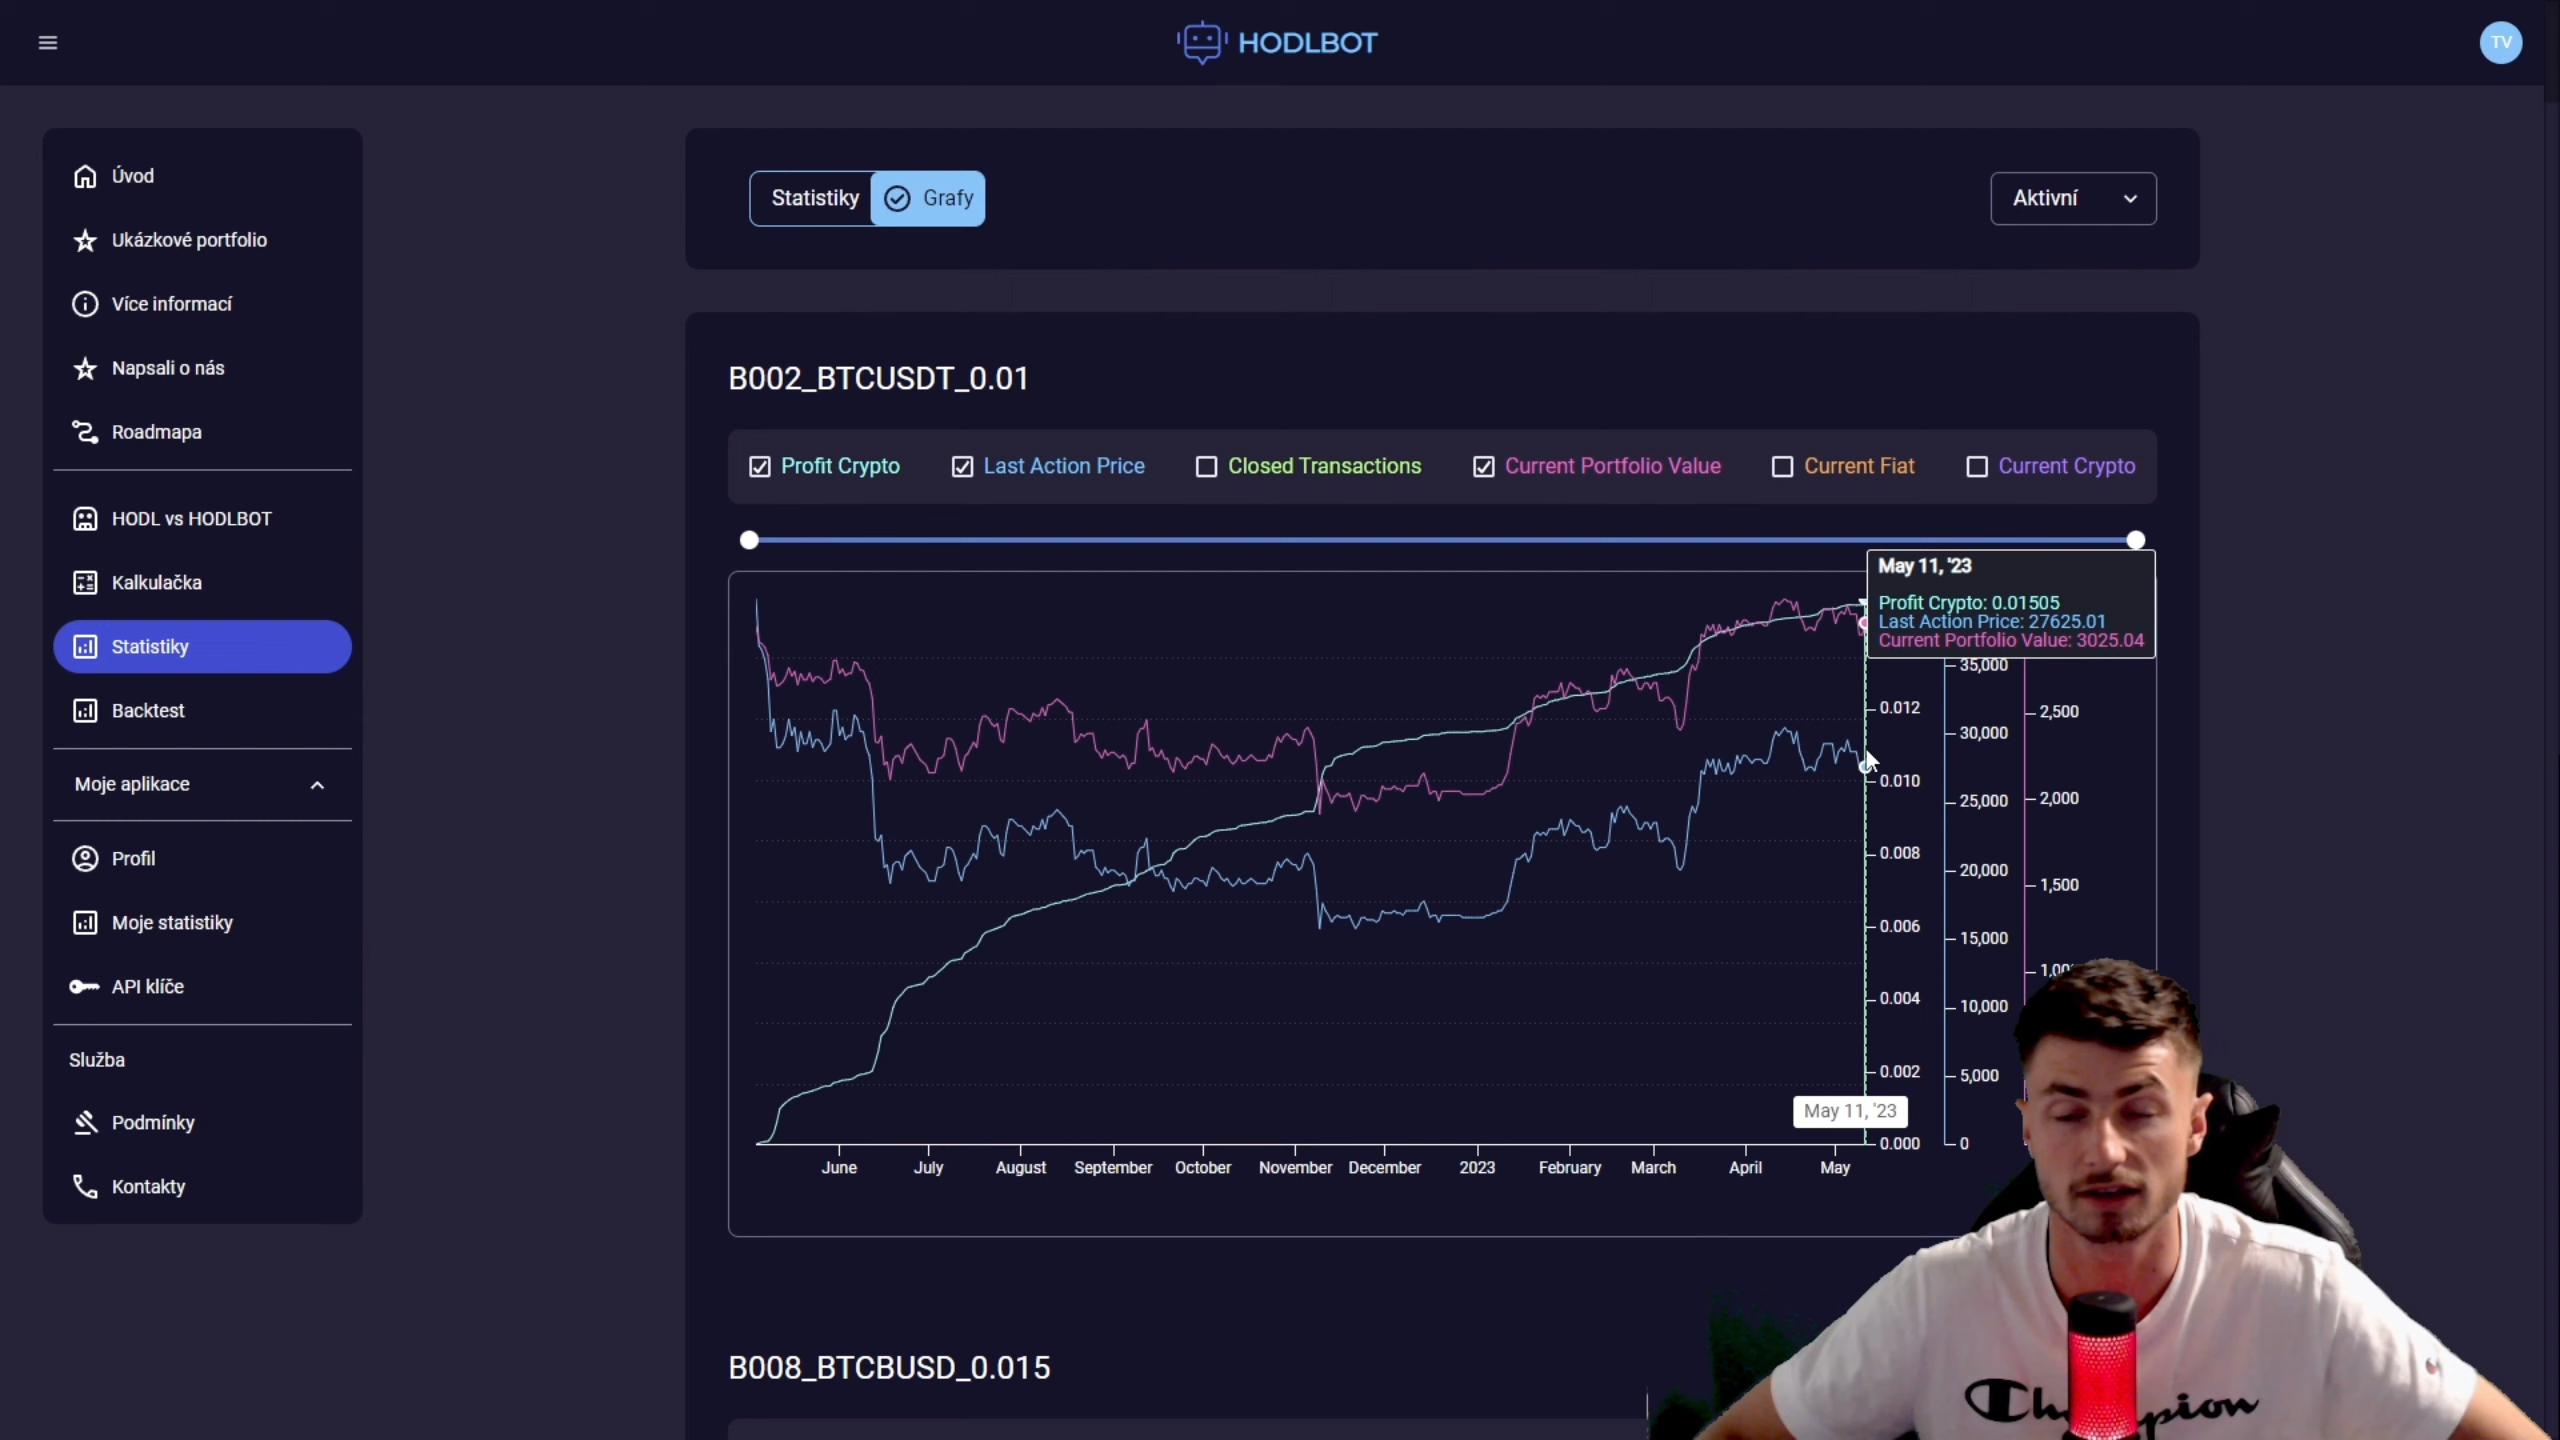 HODLBOT
TV
Úvod
Ukázkové portfolio
Více informací
Napsali o nás
Roadmapa
HODL vs HODLBOT
Kalkulačka
Statistiky
Backtest
Moje aplikace
Profil
Moje statistiky
API klíče
Služba
Podmínky
Kontakty
Statistiky Grafy
Aktivní
B002_BTCUSDT_0.01
Profit Crypto Last Action Price Closed Transactions Current Portfolio Value Current Fiat Current Crypto
May 11, '23
Profit Crypto: 0.01505
Last Action Price: 27625.01
Current Portfolio Value: 3025.04
0.012
0.010
0.008
0.006
0.004
0.002
0.000
35,000
30,000
25,000
20,000
15,000
10,000
5,000
0
2,500
2,000
1,500
May 11, '23
June July August September October November December 2023 February March April May
B008_BTCBUSD_0.015